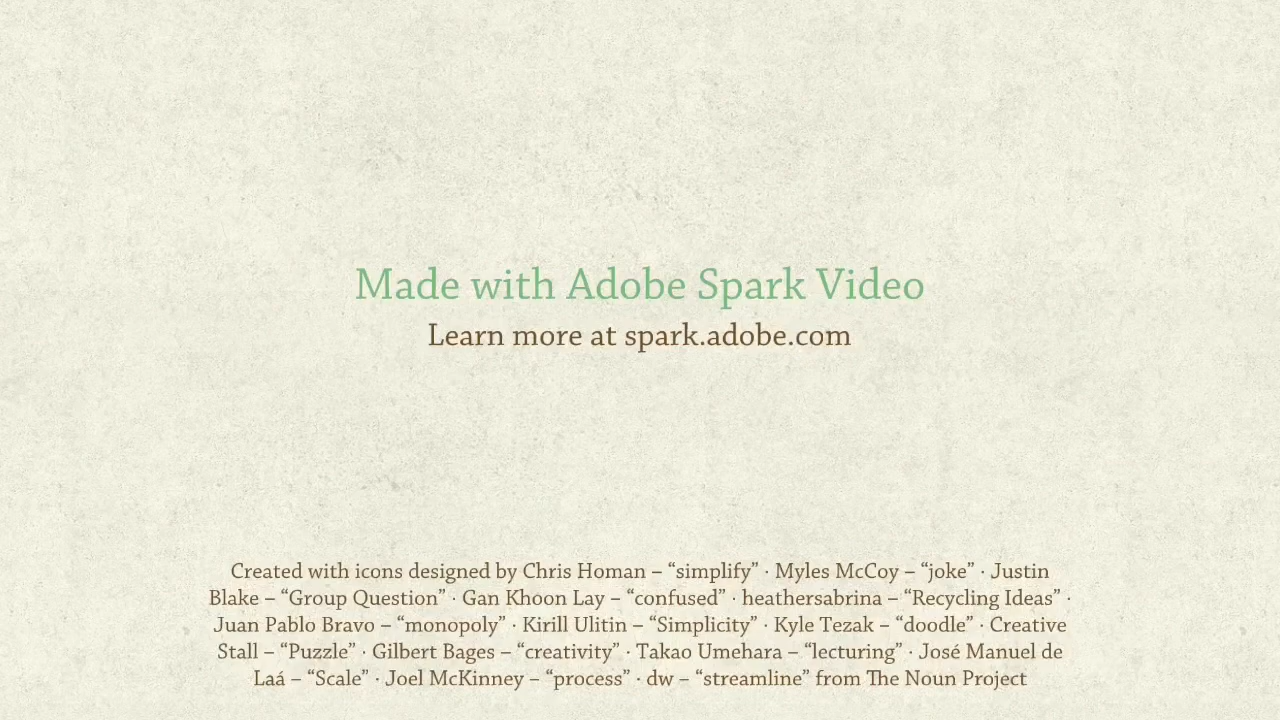 Made with Adobe Spark Video
Learn more at spark.adobe.com
Created with icons designed by Chris Homan – “simplify” · Myles McCoy – “joke” · Justin
Blake – “Group Question” · Gan Khoon Lay – “confused” · heathersabrina – “Recycling Ideas” ·
Juan Pablo Bravo – “monopoly” · Kirill Ulitin – “Simplicity” · Kyle Tezak – “doodle” · Creative
Stall – “Puzzle” · Gilbert Bages – “creativity” · Takao Umehara – “lecturing” · José Manuel de
Laá – “Scale” · Joel McKinney – “process” · dw – “streamline” from The Noun Project